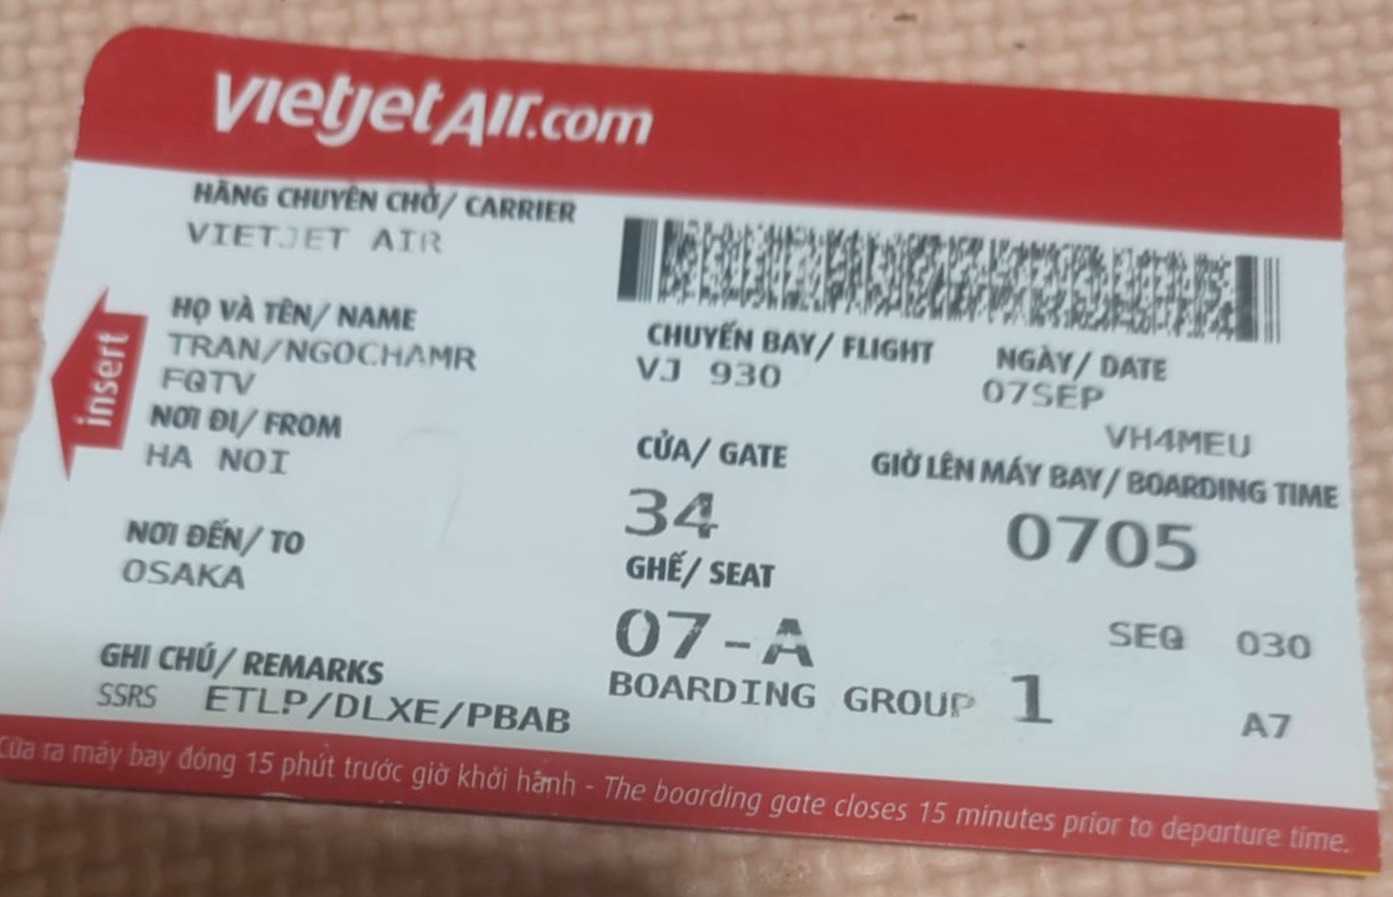 vietjetAir.com
HÃNG CHUYÊN CHỞ/ CARRIER
VIETJET AIR
HỌ VÀ TÊN/ NAME
TRAN/NGOCHAMR
FQTV
NƠI ĐI/ FROM
HA NOI
NƠI ĐẾN/ TO
OSAKA
GHI CHÚ/ REMARKS
SSRS ETLP/DLXE/PBAB
insert
CHUYẾN BAY/ FLIGHT
VJ 930
NGÀY/ DATE
07SEP
VH4MEU
CỬA/ GATE
34
GIỜ LÊN MÁY BAY/ BOARDING TIME
0705
GHẾ/ SEAT
07-A
SEQ 030
BOARDING GROUP 1
A7
Cửa ra máy bay đóng 15 phút trước giờ khởi hành - The boarding gate closes 15 minutes prior to departure time.